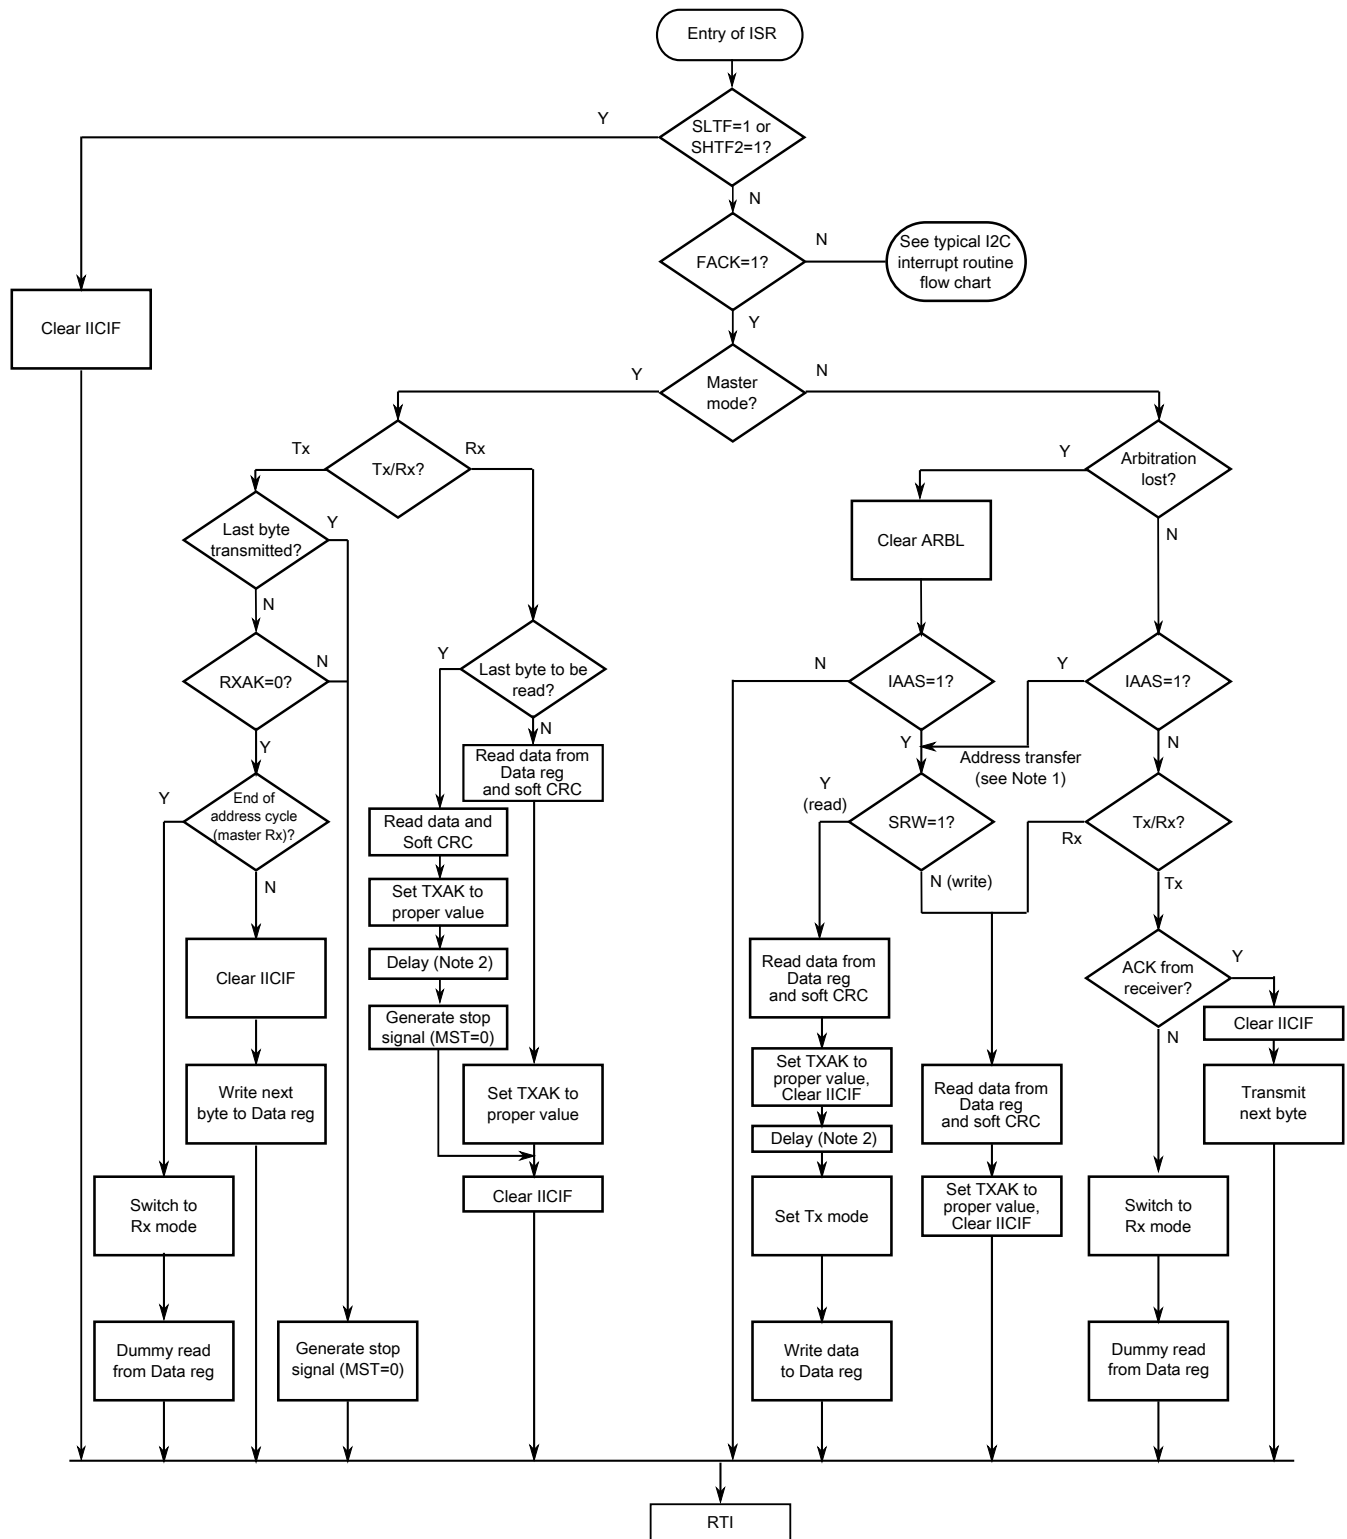 Entry of ISR
Y
SLTF=1 or
SHTF2=1?
N
FACK=1?
N
See typical I2C
interrupt routine
flow chart
Clear IICIF
Y
Y
Master
mode?
N
Tx
Tx/Rx?
Rx
Y
Arbitration
lost?
Last byte
transmitted?
Y
Clear ARBL
N
N
RXAK=0?
N
Y
Last byte to be
read?
N
N
IAAS=1?
Y
IAAS=1?
Y
Read data from
Data reg
and soft CRC
Y
Address transfer
(see Note 1)
N
Y
End of
address cycle
(master Rx)?
Read data and
Soft CRC
Y
(read)
SRW=1?
Rx
Tx/Rx?
N
Set TXAK to
proper value
N (write)
Tx
Clear IICIF
Delay (Note 2)
Read data from
Data reg
and soft CRC
ACK from
receiver?
Y
Generate stop
signal (MST=0)
Clear IICIF
N
Write next
byte to Data reg
Set TXAK to
proper value
Set TXAK to
proper value,
Clear IICIF
Read data from
Data reg
and soft CRC
Transmit
next byte
Delay (Note 2)
Switch to
Rx mode
Clear IICIF
Set Tx mode
Set TXAK to
proper value,
Clear IICIF
Switch to
Rx mode
Dummy read
from Data reg
Generate stop
signal (MST=0)
Write data
to Data reg
Dummy read
from Data reg
RTI